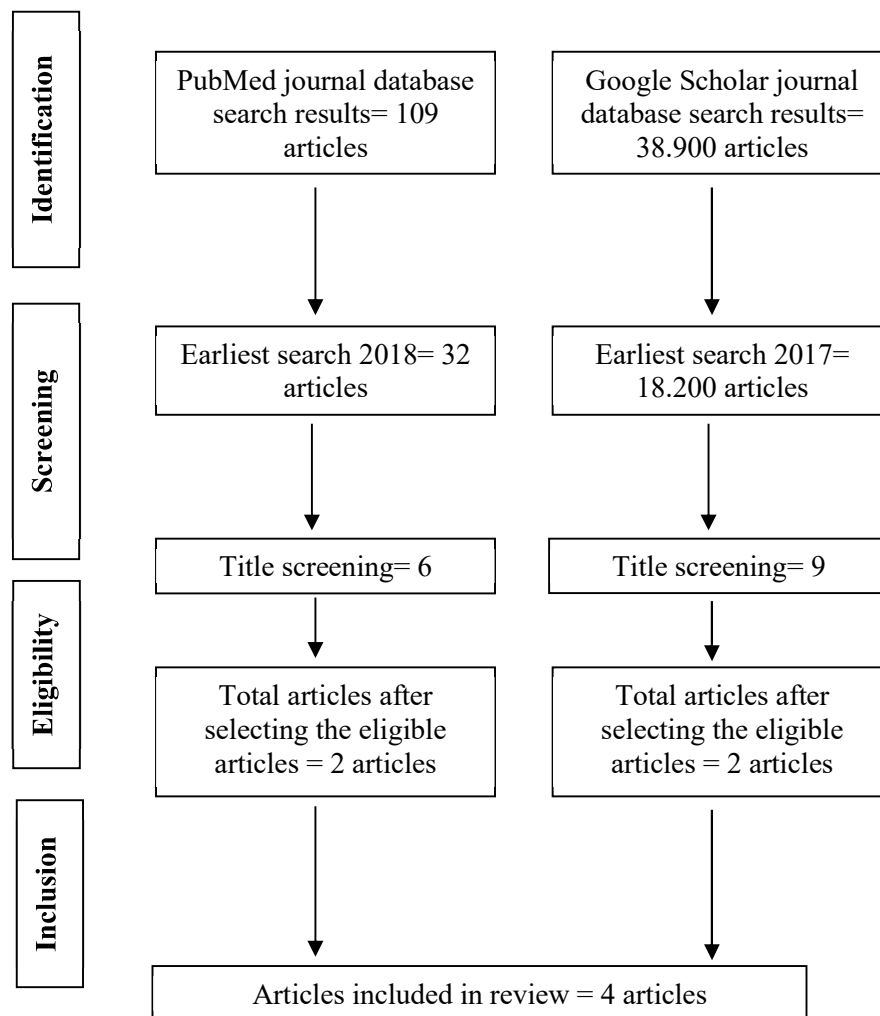 Identification
PubMed journal database
search results= 109
articles
Google Scholar journal
database search results=
38.900 articles
Screening
Earliest search 2018= 32
articles
Earliest search 2017=
18.200 articles
Title screening= 6
Title screening= 9
Eligibility
Total articles after
selecting the eligible
articles = 2 articles
Total articles after
selecting the eligible
articles = 2 articles
Inclusion
Articles included in review = 4 articles